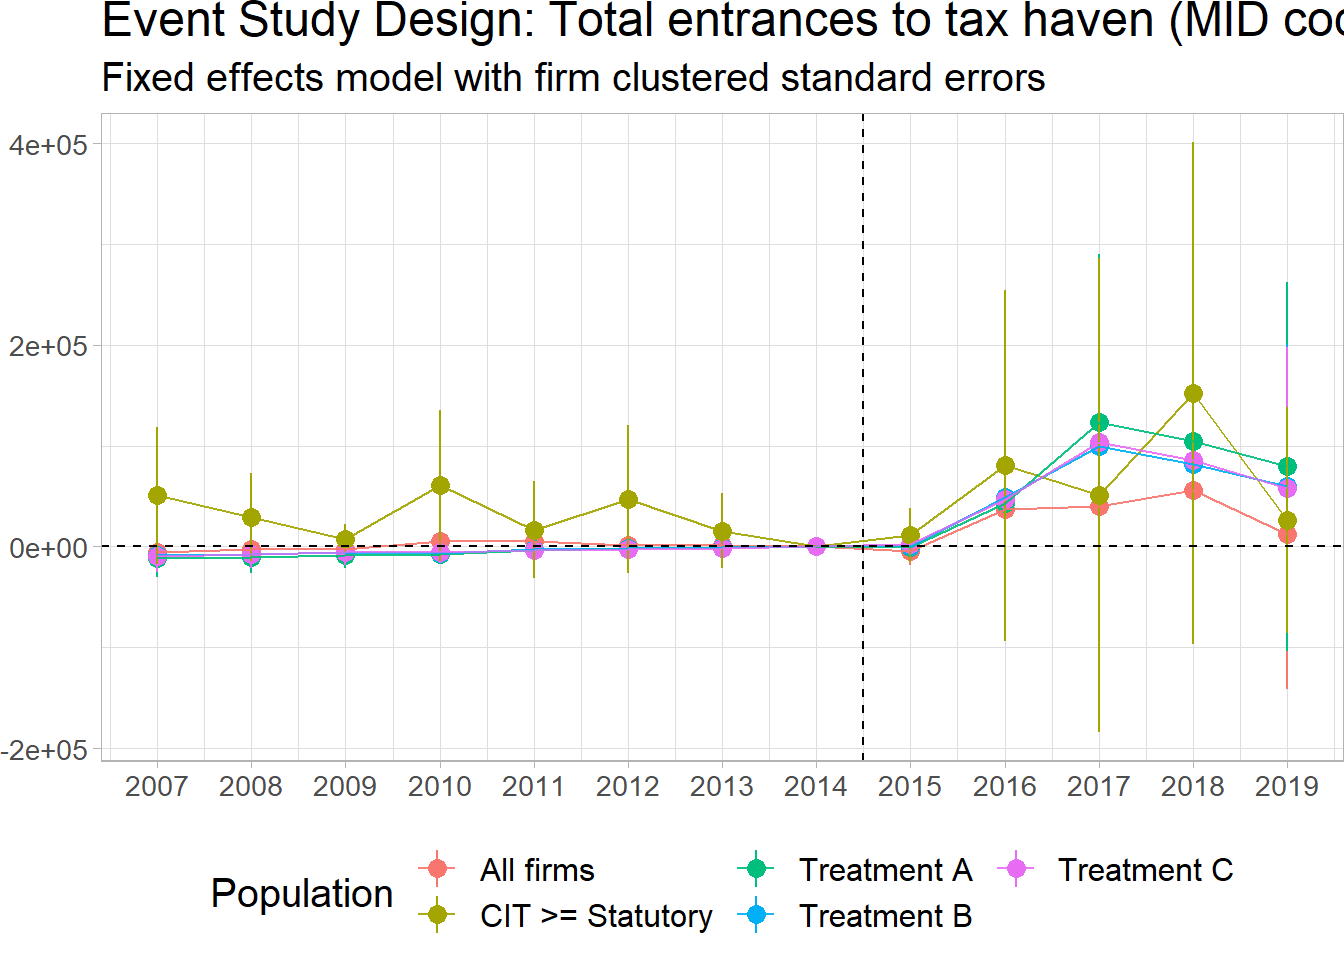 Event Study Design: Total entrances to tax haven (MID
Fixed effects model with firm clustered standard errors
4e+05
2e+05
0e+00
-2e+05
2007 2008 2009 2010 2011 2012 2013 2014 2015 2016 2017 2018 2019
Population
All firms
Treatment A
Treatment C
CIT >= Statutory
Treatment B